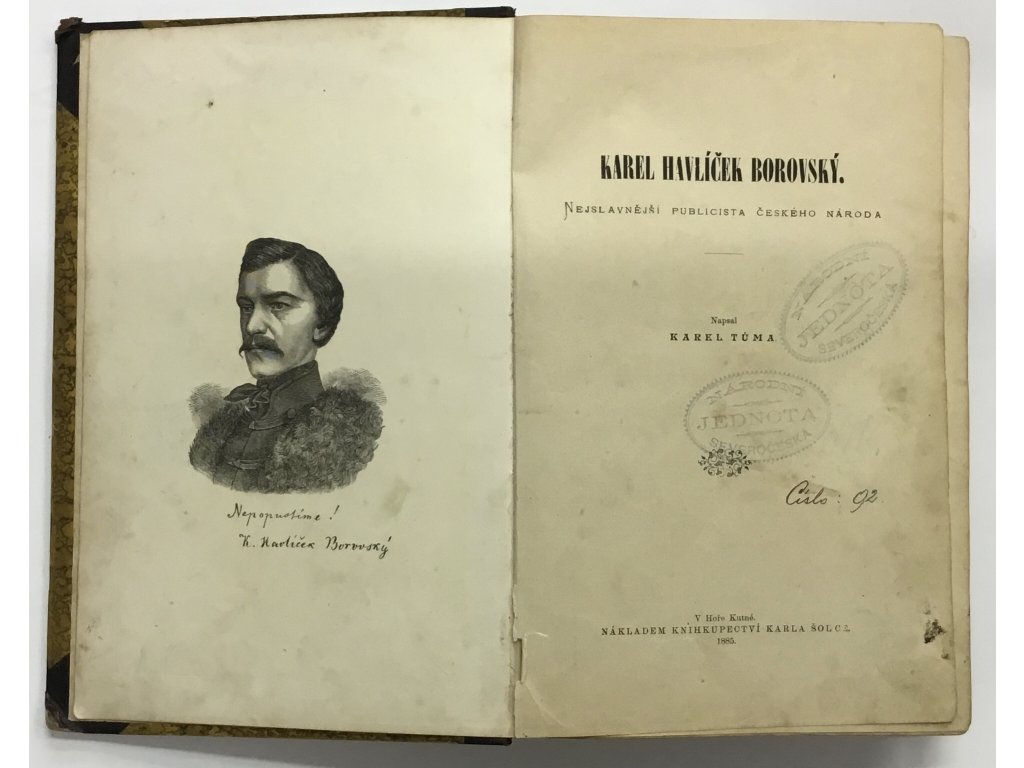 Nepopustíme!
K. Havlíček Borovský
KAREL HAVLÍČEK BOROVSKÝ.
NEJSLAVNĚJŠÍ PUBLICISTA ČESKÉHO NÁRODA
Napsal
KAREL TŮMA
NÁRODNÍ
JEDNOTA
SEVEROČESKÁ
NÁRODNÍ
JEDNOTA
SEVEROČESKÁ
Číslo: 92.
V Hoře Kutné.
NÁKLADEM KNIHKUPECTVÍ KARLA ŠOLCE.
1885.